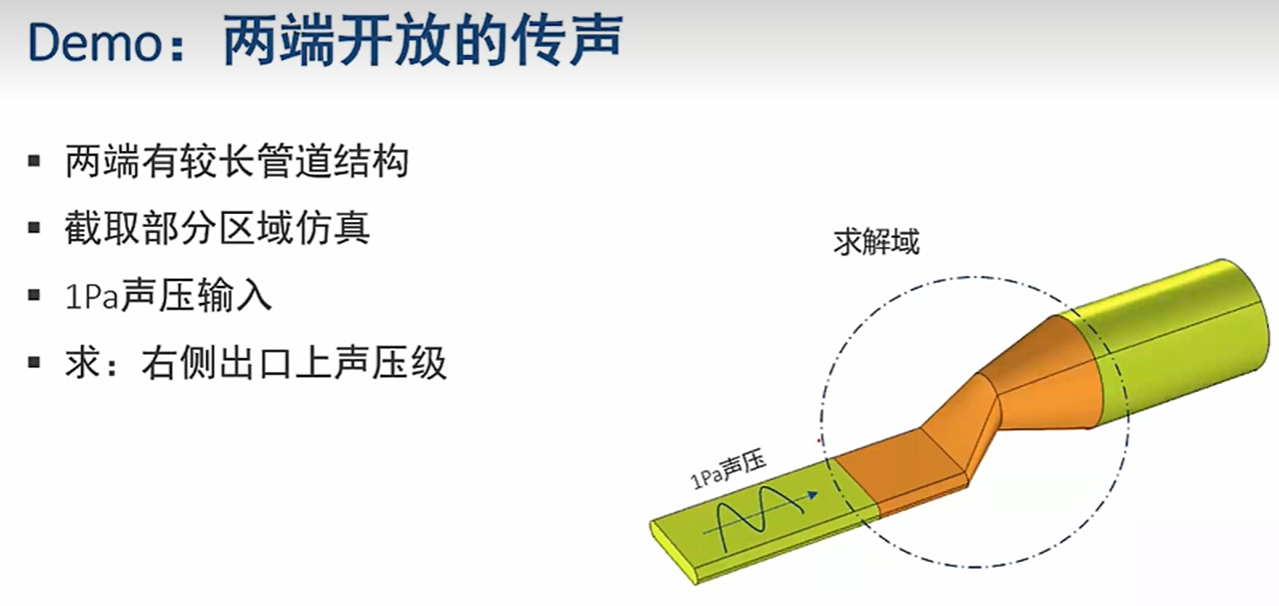 Demo：两端开放的传声
▪ 两端有较长管道结构
▪ 截取部分区域仿真
▪ 1Pa声压输入
▪ 求：右侧出口上声压级
求解域
1Pa声压